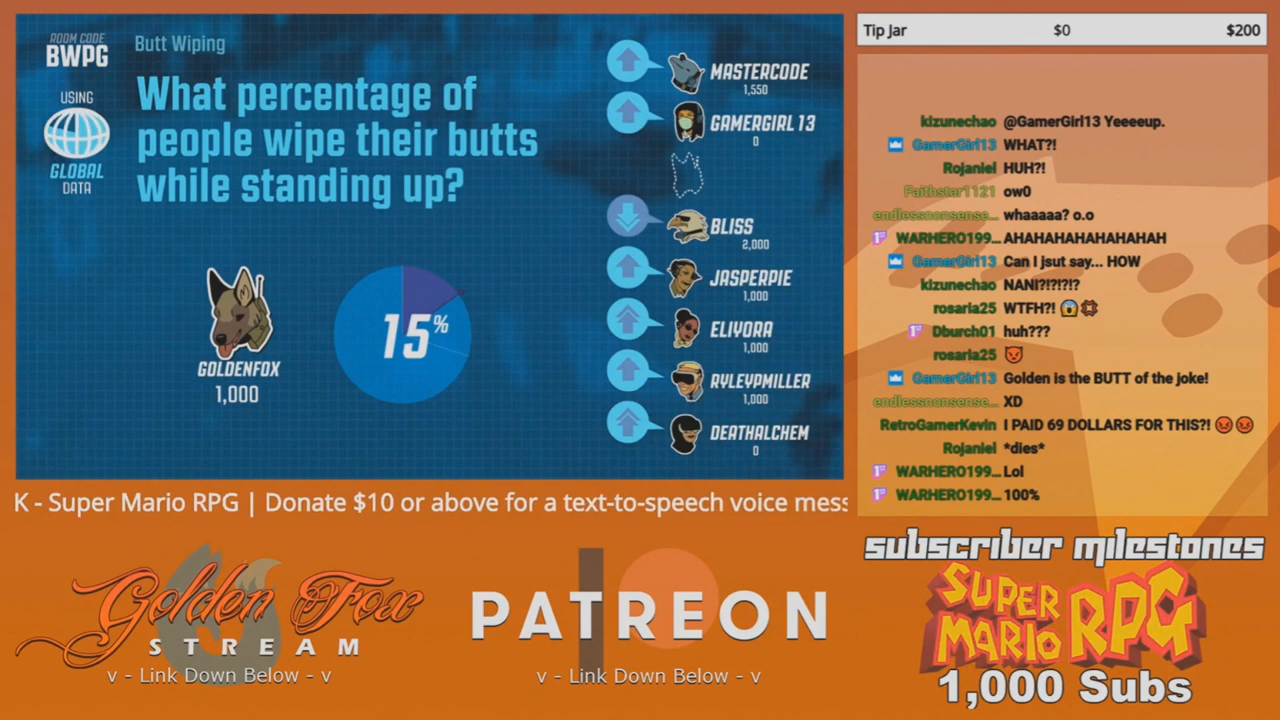 ROOM CODE
BWPG
USING
GLOBAL
DATA
Butt Wiping
What percentage of
people wipe their butts
while standing up?
GOLDENFOX
1,000
15%
MASTERCODE
1,550
GAMERGIRL13
0
BLISS
2,000
JASPERPIE
1,000
ELIYORA
1,000
RYLEYPMILLER
1,000
DEATHALCHEM
0
K - Super Mario RPG | Donate $10 or above for a text-to-speech voice mess
Golden Fox
STREAM
v - Link Down Below - v
PATREON
v - Link Down Below - v
Tip Jar $0 $200
kizunechao @GamerGirl13 Yeeeeup.
GamerGirl13 WHAT?!
Rojaniel HUH?!
Faithstar1121 ow0
endlessnonsense... whaaaaa? o.o
WARHERO199... AHAHAHAHAHAHAHAH
GamerGirl13 Can I jsut say... HOW
kizunechao NANI?!?!?!?
rosaria25 WTFH?! 😱💢
Dburch01 huh???
rosaria25 😡
GamerGirl13 Golden is the BUTT of the joke!
endlessnonsense... XD
RetroGamerKevin I PAID 69 DOLLARS FOR THIS?! 😡😡
Rojaniel *dies*
WARHERO199... Lol
WARHERO199... 100%
subscriber milestones
SUPER
MARIO
RPG
1,000 Subs